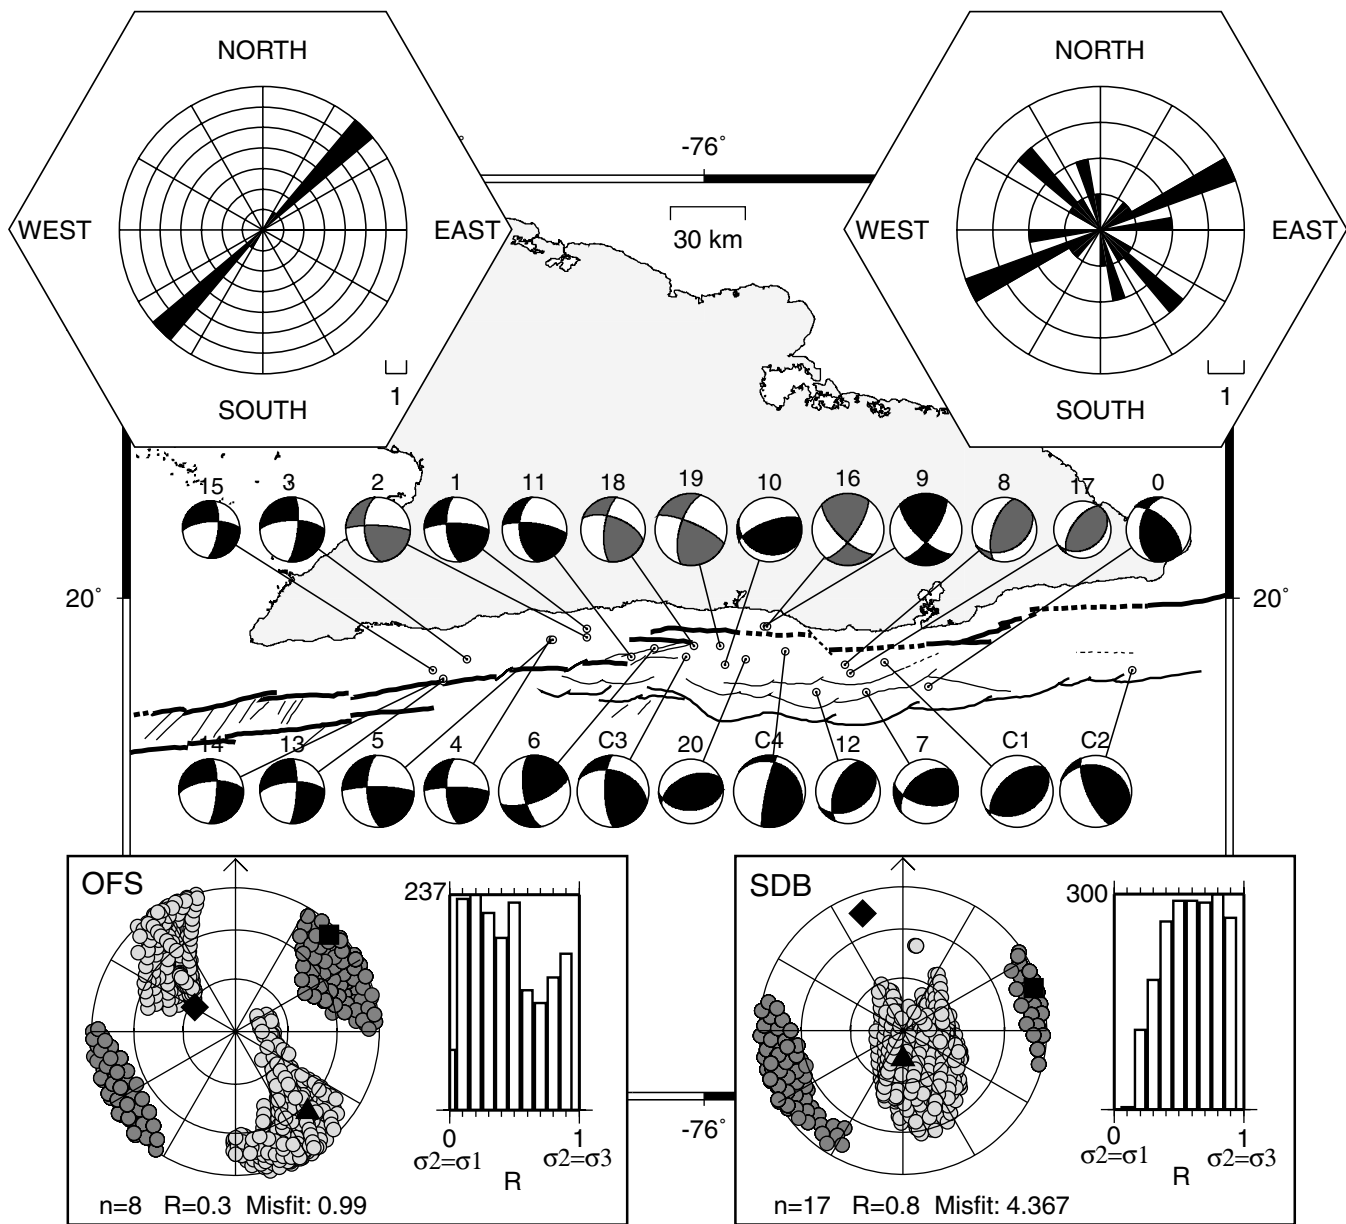 NORTH
NORTH
-76°
WEST
EAST
WEST
EAST
30 km
1
1
SOUTH
SOUTH
15 3 2 1 11 18 19 10 16 9 8 17 0
20°
20°
14 13 5 4 6 C3 20 C4 12 7 C1 C2
OFS
237
0 1
σ2=σ1 σ2=σ3
R
n=8 R=0.3 Misfit: 0.99
-76°
SDB
300
0 1
σ2=σ1 σ2=σ3
R
n=17 R=0.8 Misfit: 4.367